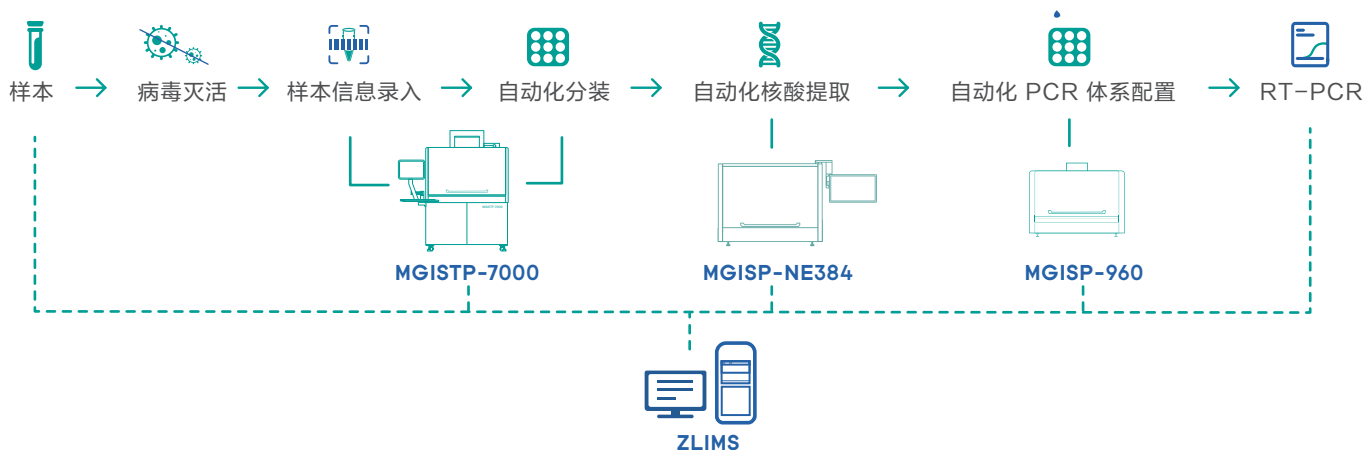 样本
病毒灭活
样本信息录入
自动化分装
自动化核酸提取
自动化 PCR 体系配置
RT-PCR
MGISTP-7000
MGISP-NE384
MGISP-960
ZLIMS